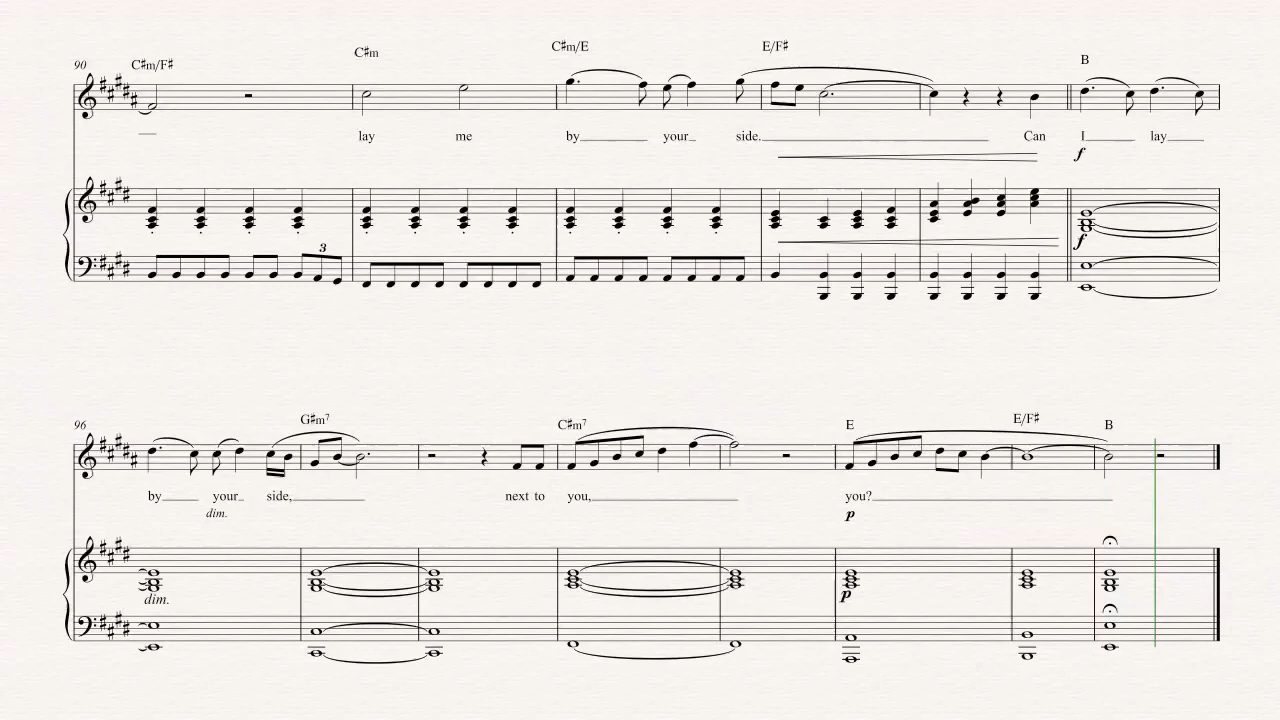 90 C♯m/F♯ C♯m C♯m/E E/F♯ B
lay me by your side. Can I lay
f
f
3
96 G♯m7 C♯m7 E E/F♯ B
by your side, next to you, you?
dim. p
dim. p